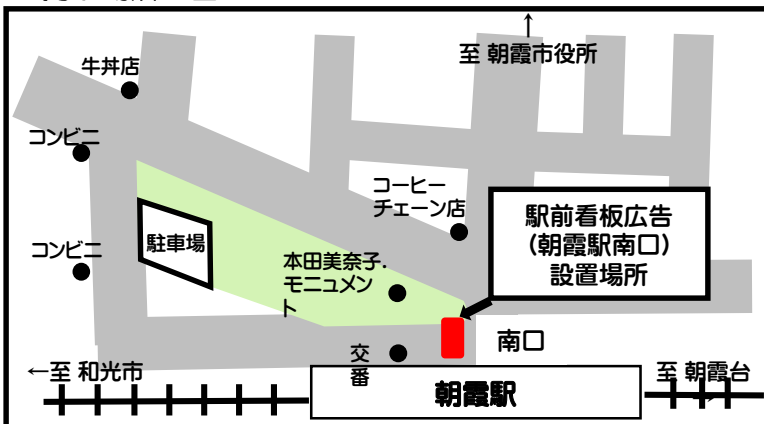 ↑
至 朝霞市役所
牛丼店
コンビニ
コーヒー
チェーン店
駅前看板広告
(朝霞駅南口)
設置場所
駐車場
コンビニ
本田美奈子.
モニュメン
ト
南口
交
番
←至 和光市
朝霞駅
至 朝霞台
→